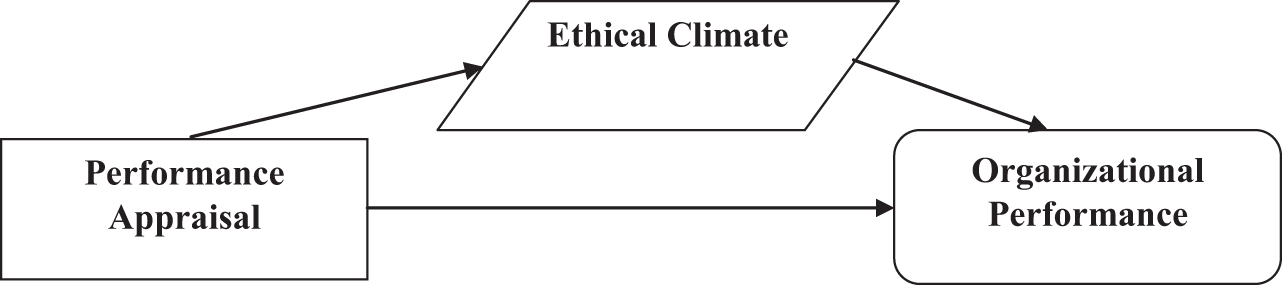 Ethical Climate
Performance
Appraisal
Organizational
Performance